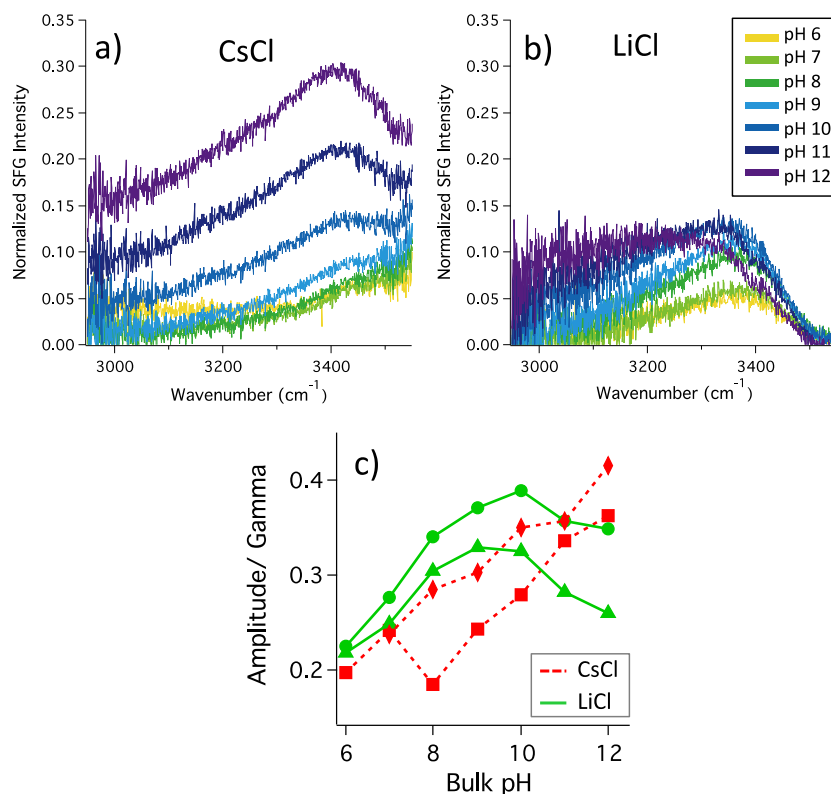 a)
CsCl
Normalized SFG Intensity
0.35
0.30
0.25
0.20
0.15
0.10
0.05
0.00
3000
3200
3400
Wavenumber (cm-1)
b)
LiCl
Normalized SFG Intensity
0.35
0.30
0.25
0.20
0.15
0.10
0.05
0.00
3000
3200
3400
Wavenumber (cm-1)
pH 6
pH 7
pH 8
pH 9
pH 10
pH 11
pH 12
c)
Amplitude/ Gamma
0.4
0.3
0.2
6
8
10
12
Bulk pH
CsCl
LiCl